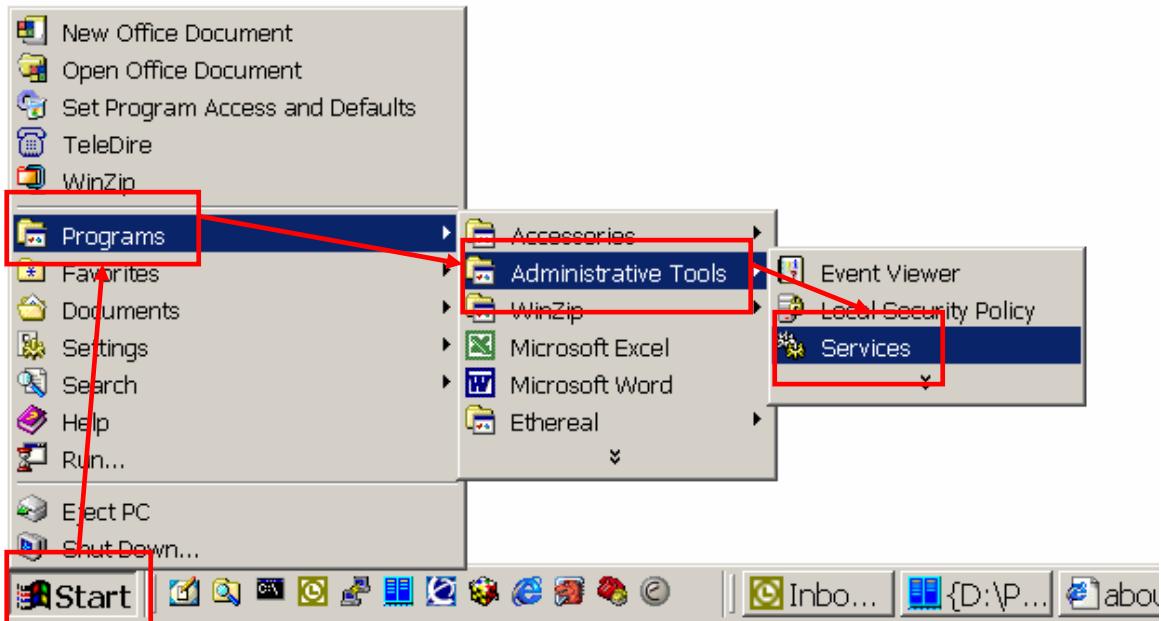 New Office Document
Open Office Document
Set Program Access and Defaults
TeleDire
WinZip
Programs
Favorites
Documents
Settings
Search
Help
Run...
Eject PC
Shut Down...
Accessories
Administrative Tools
WinZip
Microsoft Excel
Microsoft Word
Ethereal
Event Viewer
Local Security Policy
Services
Start
Inbo...
{D:\P...
abou